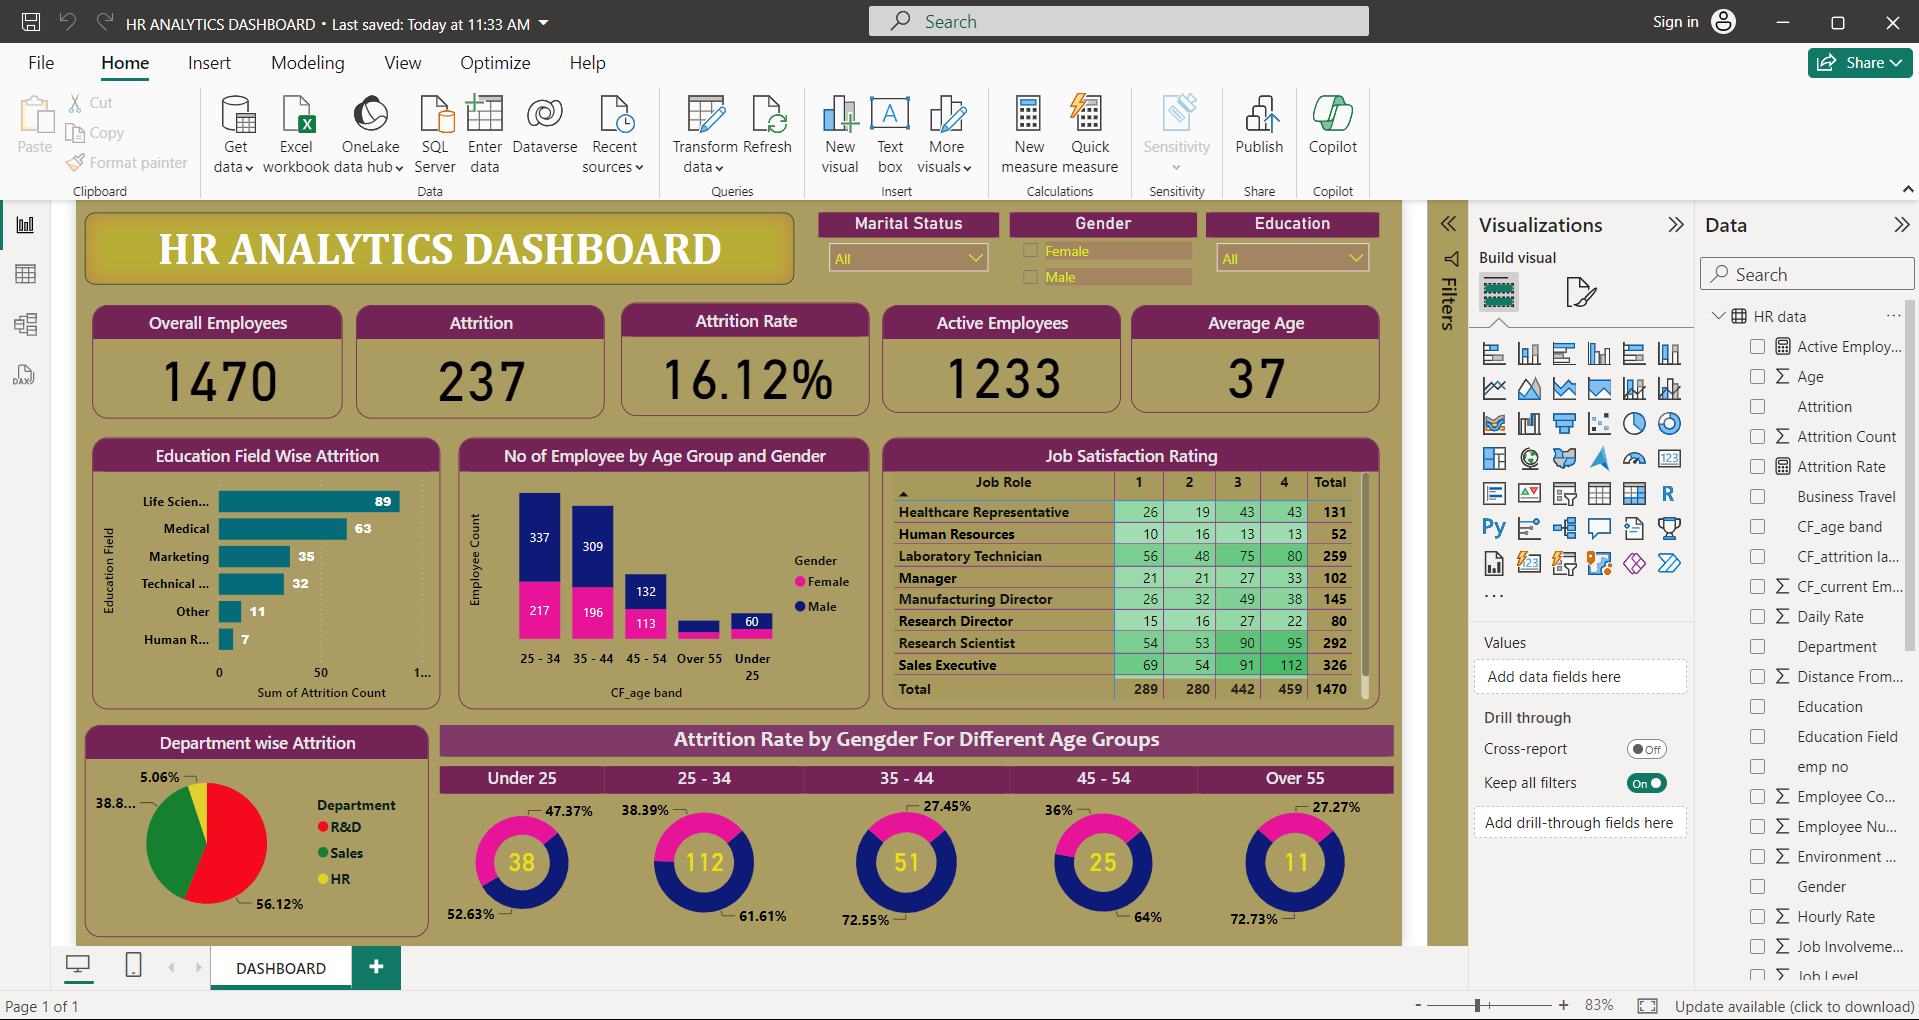 HR ANALYTICS DASHBOARD • Last saved: Today at 11:33 AM
Search
Sign in
File Home Insert Modeling View Optimize Help
Share
Paste
Cut
Copy
Format painter
Clipboard
Get data
Excel workbook
OneLake data hub
SQL Server
Enter data
Dataverse
Recent sources
Data
Transform data
Refresh
Queries
New visual
Text box
More visuals
Insert
New measure
Quick measure
Calculations
Sensitivity
Sensitivity
Publish
Share
Copilot
Copilot
HR ANALYTICS DASHBOARD
Marital Status
All
Gender
Female
Male
Education
All
Overall Employees
1470
Attrition
237
Attrition Rate
16.12%
Active Employees
1233
Average Age
37
Education Field Wise Attrition
Education Field
Life Scien... 89
Medical 63
Marketing 35
Technical ... 32
Other 11
Human R... 7
0 50 1...
Sum of Attrition Count
No of Employee by Age Group and Gender
Employee Count
337 309 132 60
217 196 113
25 - 34 35 - 44 45 - 54 Over 55 Under 25
CF_age band
Gender
Female
Male
Job Satisfaction Rating
Job Role 1 2 3 4 Total
Healthcare Representative 26 19 43 43 131
Human Resources 10 16 13 13 52
Laboratory Technician 56 48 75 80 259
Manager 21 21 27 33 102
Manufacturing Director 26 32 49 38 145
Research Director 15 16 27 22 80
Research Scientist 54 53 90 95 292
Sales Executive 69 54 91 112 326
Total 289 280 442 459 1470
Department wise Attrition
5.06%
38.8...
56.12%
Department
R&D
Sales
HR
Attrition Rate by Gengder For Different Age Groups
Under 25 25 - 34 35 - 44 45 - 54 Over 55
47.37% 38.39% 27.45% 36% 27.27%
38 112 51 25 11
52.63% 61.61% 72.55% 64% 72.73%
Filters
Visualizations
Build visual
123
R
Py
123
...
Values
Add data fields here
Drill through
Cross-report Off
Keep all filters On
Add drill-through fields here
Data
Search
HR data ...
Active Employ...
Age
Attrition
Attrition Count
Attrition Rate
Business Travel
CF_age band
CF_attrition la...
CF_current Em...
Daily Rate
Department
Distance From...
Education
Education Field
emp no
Employee Co...
Employee Nu...
Environment ...
Gender
Hourly Rate
Job Involveme...
Job Level
DAX
DASHBOARD
+
Page 1 of 1
- + 83%
Update available (click to download)